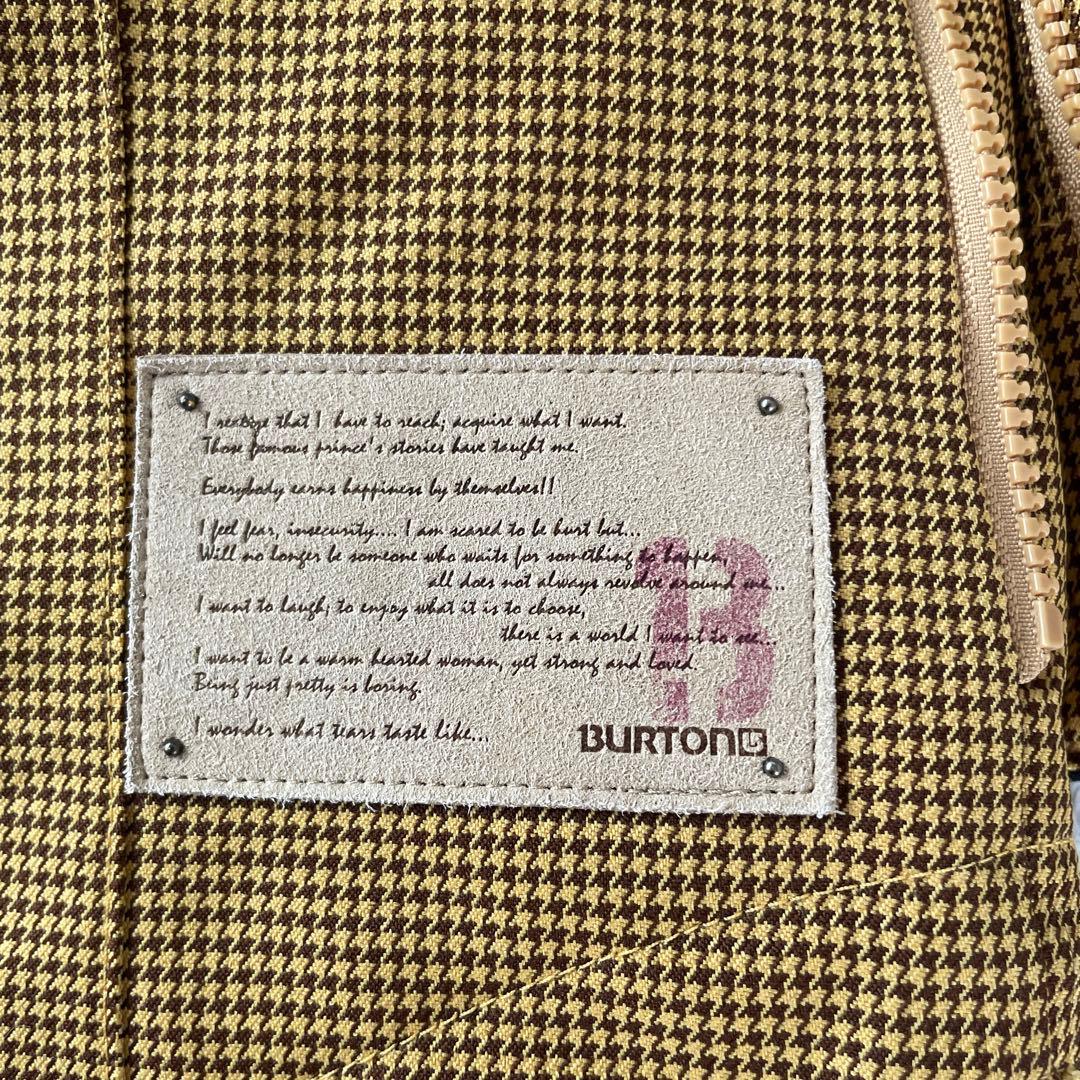 I realize that I have to reach; acquire what I want.
Those famous prince's stories have taught me.
Everybody earns happiness by themselves!!
I feel fear, insecurity.... I am scared to be hurt but...
Will no longer be someone who waits for something to happen,
all does not always revolve around me...
I want to laugh; to enjoy what it is to choose,
there is a world I want to see...
I want to be a warm hearted woman, yet strong and loved.
Being just pretty is boring.
I wonder what tears taste like...
B
BURTON